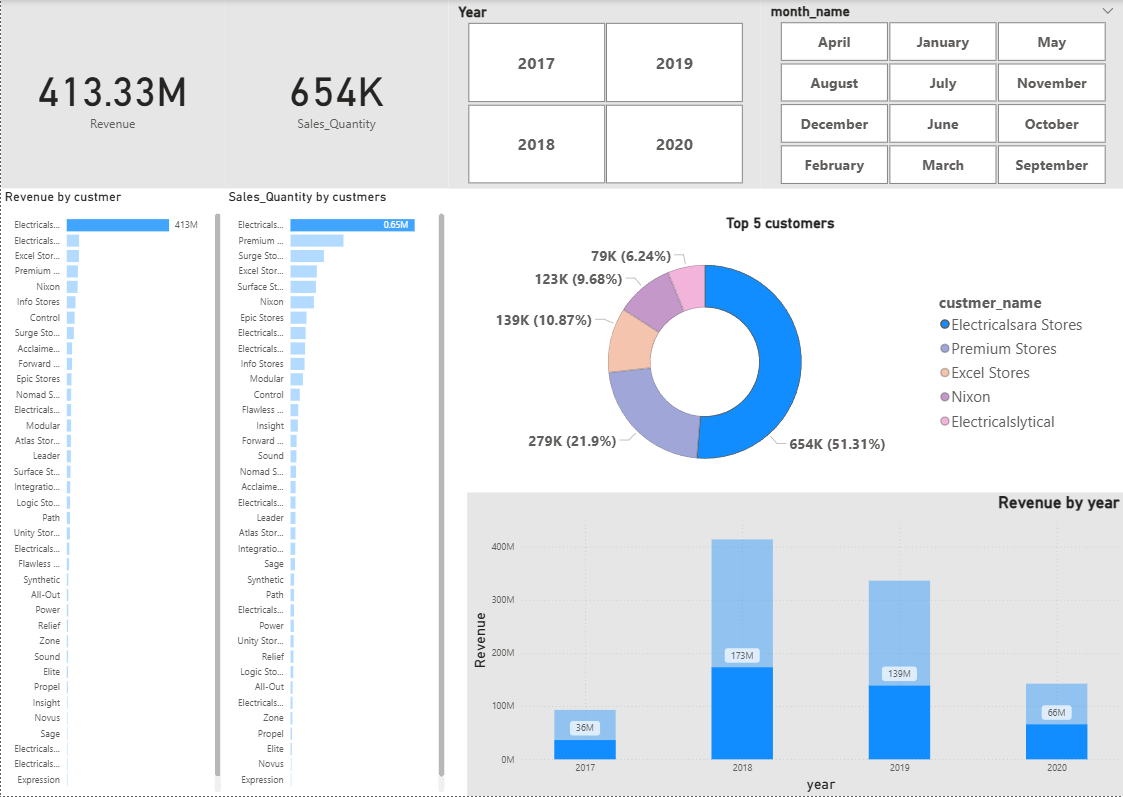 413.33M
Revenue
654K
Sales_Quantity
Year
2017
2019
2018
2020
month_name
April
January
May
August
July
November
December
June
October
February
March
September
Revenue by custmer
Electricals... 413M
Electricals...
Excel Stor...
Premium ...
Nixon
Info Stores
Control
Surge Sto...
Acclaime...
Forward ...
Epic Stores
Nomad S...
Electricals...
Modular
Atlas Stor...
Leader
Surface St...
Integratio...
Logic Sto...
Path
Unity Stor...
Electricals...
Flawless ...
Synthetic
All-Out
Power
Relief
Zone
Sound
Elite
Propel
Insight
Novus
Sage
Electricals...
Electricals...
Expression
Sales_Quantity by custmers
Electricals... 0.65M
Premium ...
Surge Sto...
Excel Stor...
Surface St...
Nixon
Epic Stores
Electricals...
Electricals...
Info Stores
Modular
Control
Flawless ...
Insight
Forward ...
Sound
Nomad S...
Acclaime...
Electricals...
Leader
Atlas Stor...
Integratio...
Sage
Synthetic
Path
Electricals...
Power
Unity Stor...
Relief
Logic Sto...
All-Out
Electricals...
Zone
Propel
Elite
Novus
Expression
Top 5 customers
79K (6.24%)
123K (9.68%)
139K (10.87%)
279K (21.9%)
654K (51.31%)
custmer_name
Electricalsara Stores
Premium Stores
Excel Stores
Nixon
Electricalslytical
Revenue by year
Revenue
400M
300M
200M
100M
0M
36M
173M
139M
66M
2017
2018
2019
2020
year